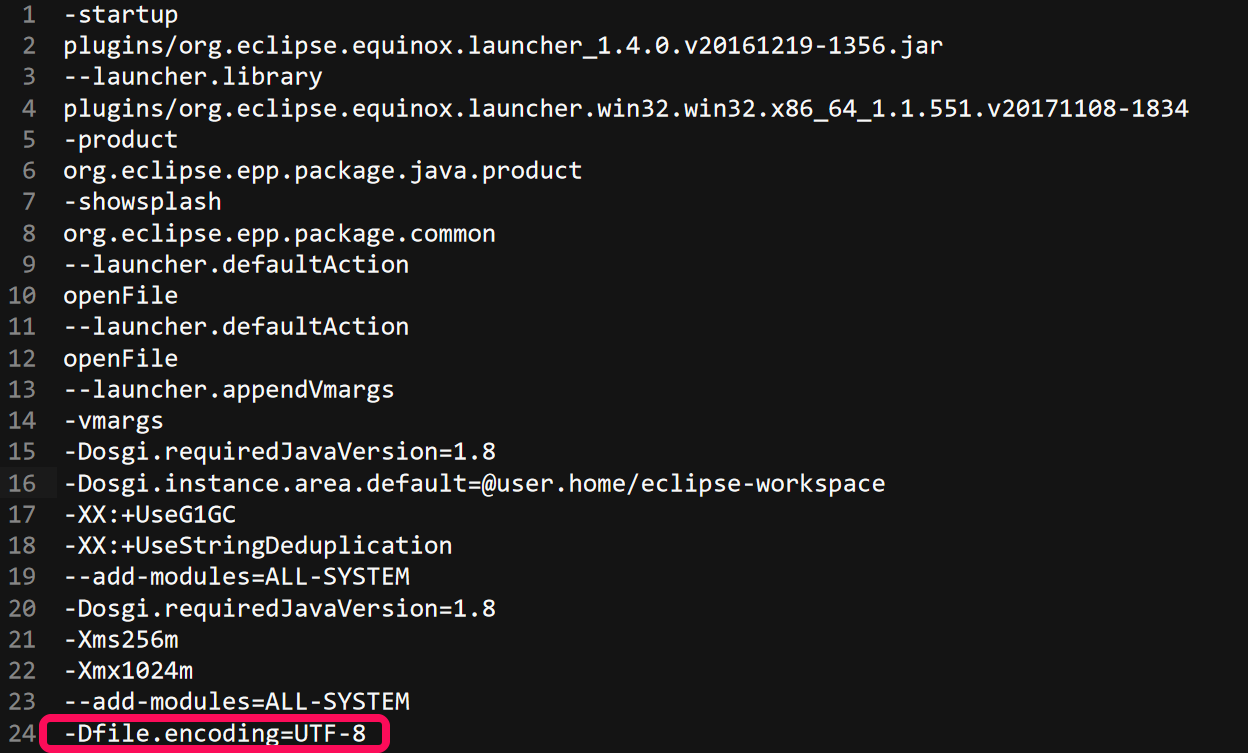 1 -startup
2 plugins/org.eclipse.equinox.launcher_1.4.0.v20161219-1356.jar
3 --launcher.library
4 plugins/org.eclipse.equinox.launcher.win32.win32.x86_64_1.1.551.v20171108-1834
5 -product
6 org.eclipse.epp.package.java.product
7 -showsplash
8 org.eclipse.epp.package.common
9 --launcher.defaultAction
10 openFile
11 --launcher.defaultAction
12 openFile
13 --launcher.appendVmargs
14 -vmargs
15 -Dosgi.requiredJavaVersion=1.8
16 -Dosgi.instance.area.default=@user.home/eclipse-workspace
17 -XX:+UseG1GC
18 -XX:+UseStringDeduplication
19 --add-modules=ALL-SYSTEM
20 -Dosgi.requiredJavaVersion=1.8
21 -Xms256m
22 -Xmx1024m
23 --add-modules=ALL-SYSTEM
24 -Dfile.encoding=UTF-8